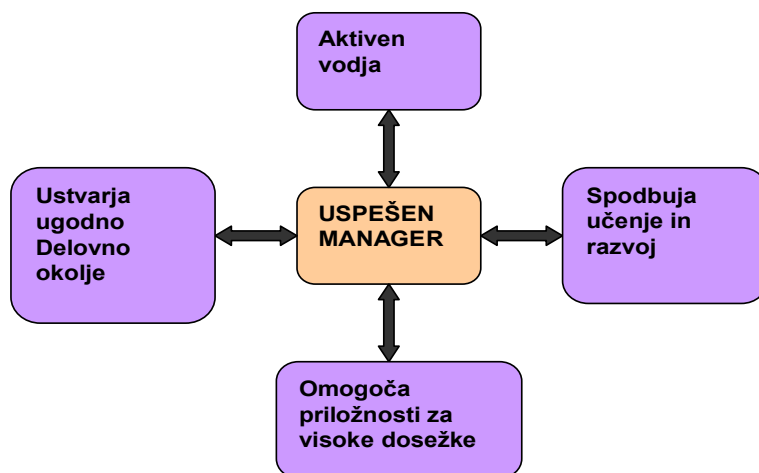 Aktiven
vodja
Ustvarja
ugodno
Delovno
okolje
USPEŠEN
MANAGER
Spodbuja
učenje in
razvoj
Omogoča
priložnosti za
visoke dosežke